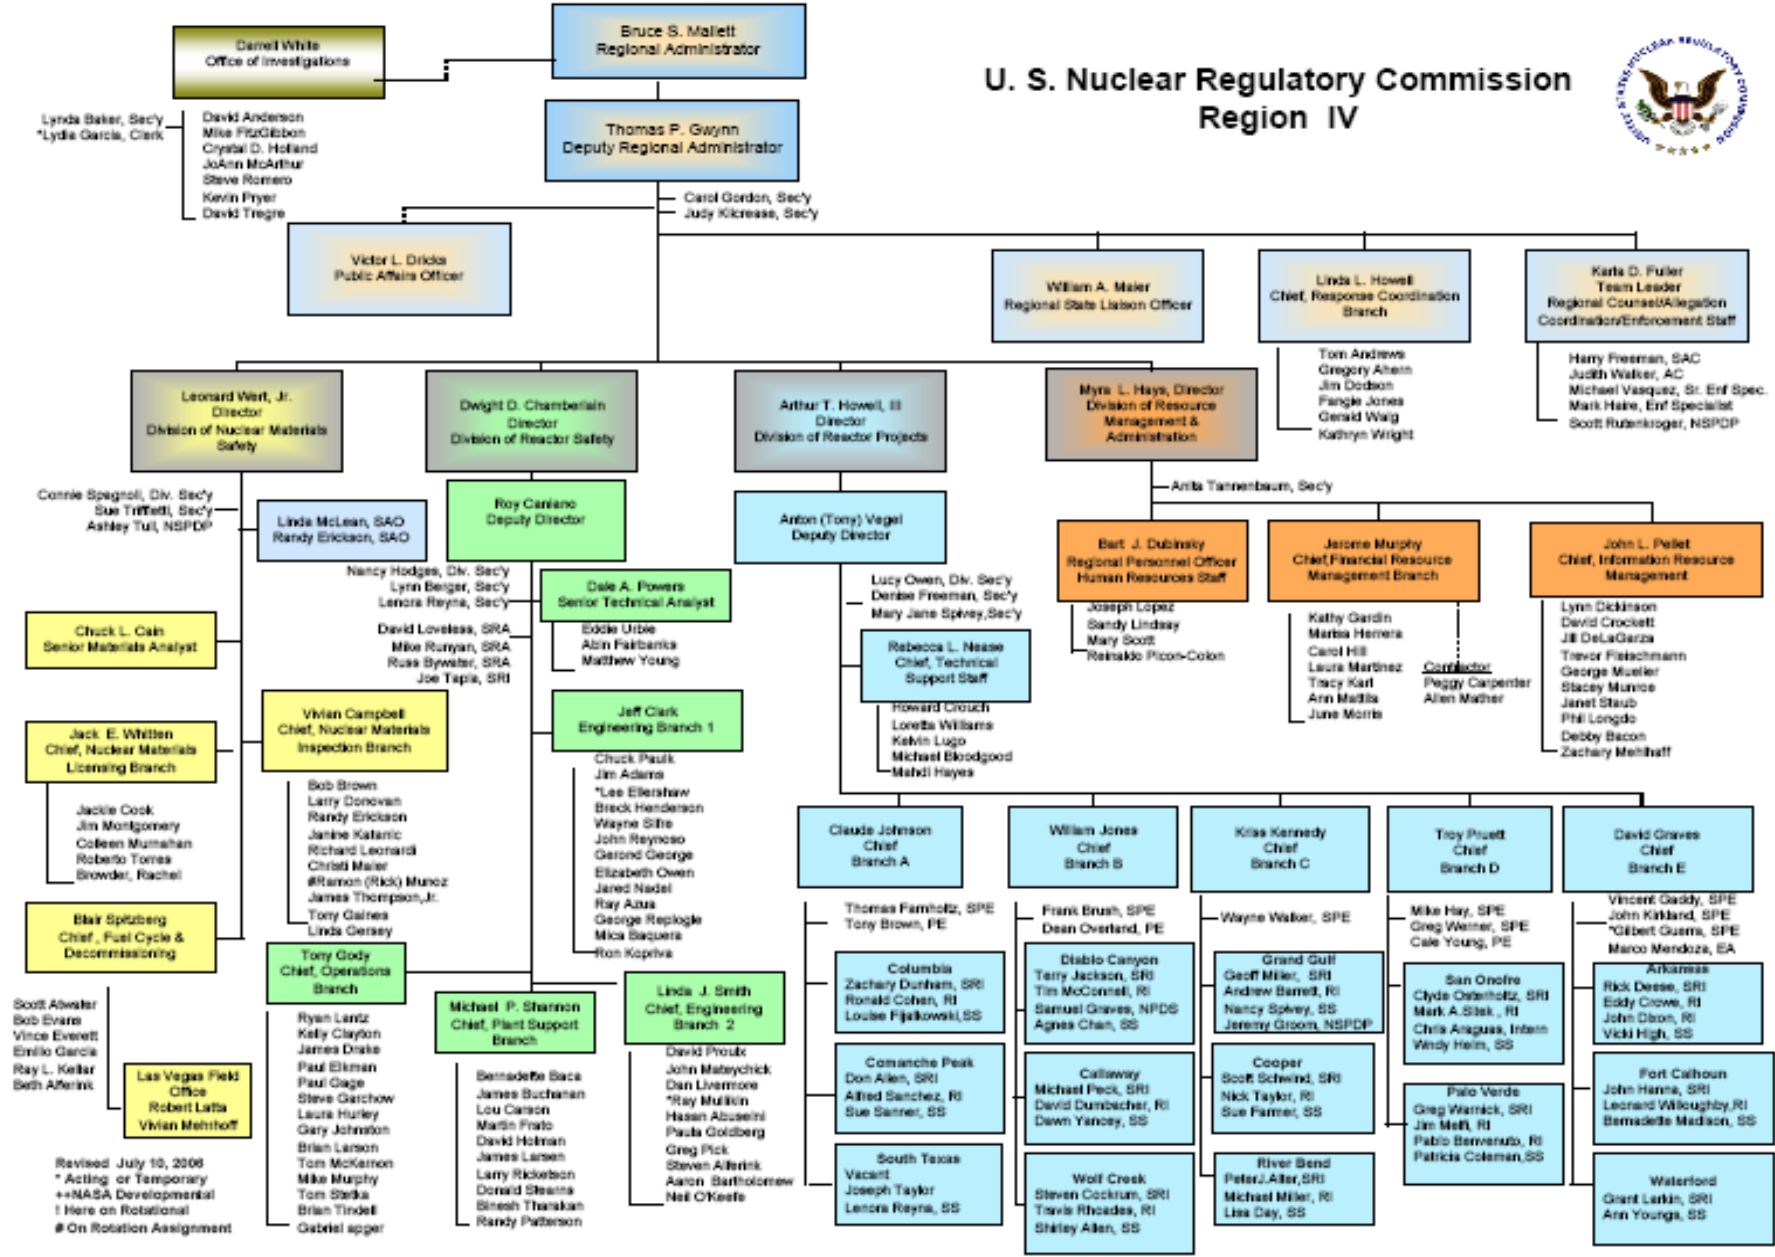 U. S. Nuclear Regulatory Commission
Region IV
UNITED STATES NUCLEAR REGULATORY COMMISSION
Bruce S. Mallett
Regional Administrator
Darrell White
Office of Investigations
Lynda Baker, Sec'y
*Lydia Garcia, Clerk
David Anderson
Mike FitzGibbon
Crystal D. Holland
JoAnn McArthur
Steve Romero
Kevin Pryer
David Tregre
Thomas P. Gwynn
Deputy Regional Administrator
Carol Gordon, Sec'y
Judy Kilcrease, Sec'y
Victor L. Dricks
Public Affairs Officer
William A. Maier
Regional State Liaison Officer
Linda L. Howell
Chief, Response Coordination
Branch
Tom Andrews
Gregory Ahern
Jim Dodson
Fangie Jones
Gerald Waig
Kathryn Wright
Karla D. Fuller
Team Leader
Regional Counsel/Allegation
Coordination/Enforcement Staff
Harry Freeman, SAC
Judith Walker, AC
Michael Vasquez, Sr. Enf Spec.
Mark Haire, Enf Specialist
Scott Rutenkroger, NSPDP
Leonard Wert, Jr.
Director
Division of Nuclear Materials
Safety
Connie Spagnoli, Div. Sec'y
Sue Triffietti, Sec'y
Ashley Tull, NSPDP
Linda McLean, SAO
Randy Erickson, SAO
Chuck L. Cain
Senior Materials Analyst
Jack E. Whitten
Chief, Nuclear Materials
Licensing Branch
Jackie Cook
Jim Montgomery
Colleen Murnahan
Roberto Torres
Browder, Rachel
Vivian Campbell
Chief, Nuclear Materials
Inspection Branch
Bob Brown
Larry Donovan
Randy Erickson
Janine Katanic
Richard Leonardi
Christi Maier
#Ramon (Rick) Munoz
James Thompson,Jr.
Tony Gaines
Linda Gersey
Blair Spitzberg
Chief , Fuel Cycle &
Decommissioning
Scott Atwater
Bob Evans
Vince Everett
Emilio Garcia
Ray L. Kellar
Beth Alferink
Las Vegas Field
Office
Robert Latta
Vivian Mehrhoff
Dwight D. Chamberlain
Director
Division of Reactor Safety
Roy Caniano
Deputy Director
Nancy Hodges, Div. Sec'y
Lynn Berger, Sec'y
Lenora Reyna, Sec'y
David Loveless, SRA
Mike Runyan, SRA
Russ Bywater, SRA
Joe Tapia, SRI
Dale A. Powers
Senior Technical Analyst
Eddie Urbie
Abin Fairbanks
Matthew Young
Jeff Clark
Engineering Branch 1
Chuck Paulk
Jim Adams
*Lee Ellershaw
Breck Henderson
Wayne Sifre
John Reynoso
Gerond George
Elizabeth Owen
Jared Nadel
Ray Azua
George Replogle
Mica Baquera
Ron Kopriva
Tony Gody
Chief, Operations
Branch
Ryan Lantz
Kelly Clayton
James Drake
Paul Elkman
Paul Gage
Steve Garchow
Laura Hurley
Gary Johnston
Brian Larson
Tom McKernon
Mike Murphy
Tom Stetka
Brian Tindell
Gabriel apger
Michael P. Shannon
Chief, Plant Support
Branch
Bernadette Baca
James Buchanan
Lou Carson
Martin Frato
David Holman
James Larsen
Larry Ricketson
Donald Stearns
Binesh Tharakan
Randy Patterson
Linda J. Smith
Chief, Engineering
Branch 2
David Proulx
John Mateychick
Dan Livermore
*Ray Mullikin
Hasan Abuseini
Paula Goldberg
Greg Pick
Steven Alferink
Aaron Bartholomew
Neil O'Keefe
Arthur T. Howell, III
Director
Division of Reactor Projects
Anton (Tony) Vegel
Deputy Director
Lucy Owen, Div. Sec'y
Denise Freeman, Sec'y
Mary Jane Spivey,Sec'y
Rebecca L. Nease
Chief, Technical
Support Staff
Howard Crouch
Loretta Williams
Kelvin Lugo
Michael Bloodgood
Mahdi Hayes
Myra L. Hays, Director
Division of Resource
Management &
Administration
Anita Tannenbaum, Sec'y
Bart J. Dubinsky
Regional Personnel Officer
Human Resources Staff
Joseph Lopez
Sandy Lindsay
Mary Scott
Reinaldo Picon-Colon
Jerome Murphy
Chief,Financial Resource
Management Branch
Kathy Gardin
Marisa Herrera
Carol Hill
Laura Martinez
Tracy Karl
Ann Mattila
June Morris
Contractor
Peggy Carpenter
Allen Mather
John L. Pellet
Chief, Information Resource
Management
Lynn Dickinson
David Crockett
Jill DeLaGarza
Trevor Fleischmann
George Mueller
Stacey Munroe
Janet Staub
Phil Longdo
Debby Bacon
Zachary Mehlhaff
Claude Johnson
Chief
Branch A
Thomas Farnholtz, SPE
Tony Brown, PE
Columbia
Zachary Dunham, SRI
Ronald Cohen, RI
Louise Fijalkowski,SS
Comanche Peak
Don Allen, SRI
Alfred Sanchez, RI
Sue Sanner, SS
South Texas
Vacant
Joseph Taylor
Lenora Reyna, SS
William Jones
Chief
Branch B
Frank Brush, SPE
Dean Overland, PE
Diablo Canyon
Terry Jackson, SRI
Tim McConnell, RI
Samuel Graves, NPDS
Agnes Chan, SS
Callaway
Michael Peck, SRI
David Dumbacher, RI
Dawn Yancey, SS
Wolf Creek
Steven Cochrum, SRI
Travis Rhoades, RI
Shirley Allen, SS
Kriss Kennedy
Chief
Branch C
Wayne Walker, SPE
Grand Gulf
Geoff Miller, SRI
Andrew Barrett, RI
Nancy Spivey, SS
Jeremy Groom, NSPDP
Cooper
Scott Schwind, SRI
Nick Taylor, RI
Sue Farmer, SS
River Bend
PeterJ.Alter,SRI
Michael Miller, RI
Lisa Day, SS
Troy Pruett
Chief
Branch D
Mike Hay, SPE
Greg Werner, SPE
Cale Young, PE
San Onofre
Clyde Osterholtz, SRI
Mark A.Sitek , RI
Chris Araguas, Intern
Wndy Helm, SS
Palo Verde
Greg Warnick, SRI
Jim Melfi, RI
Pablo Benvenuto, RI
Patricia Coleman,SS
David Graves
Chief
Branch E
Vincent Gaddy, SPE
John Kirkland, SPE
*Gilbert Guerra, SPE
Marco Mendoza, EA
Arkansas
Rick Deese, SRI
Eddy Crowe, RI
John Dixon, RI
Vicki High, SS
Fort Calhoun
John Hanna, SRI
Leonard Willoughby,RI
Bernadette Madison, SS
Waterford
Grant Larkin, SRI
Ann Youngs, SS
Revised July 10, 2006
* Acting or Temporary
++NASA Developmental
! Here on Rotational
# On Rotation Assignment